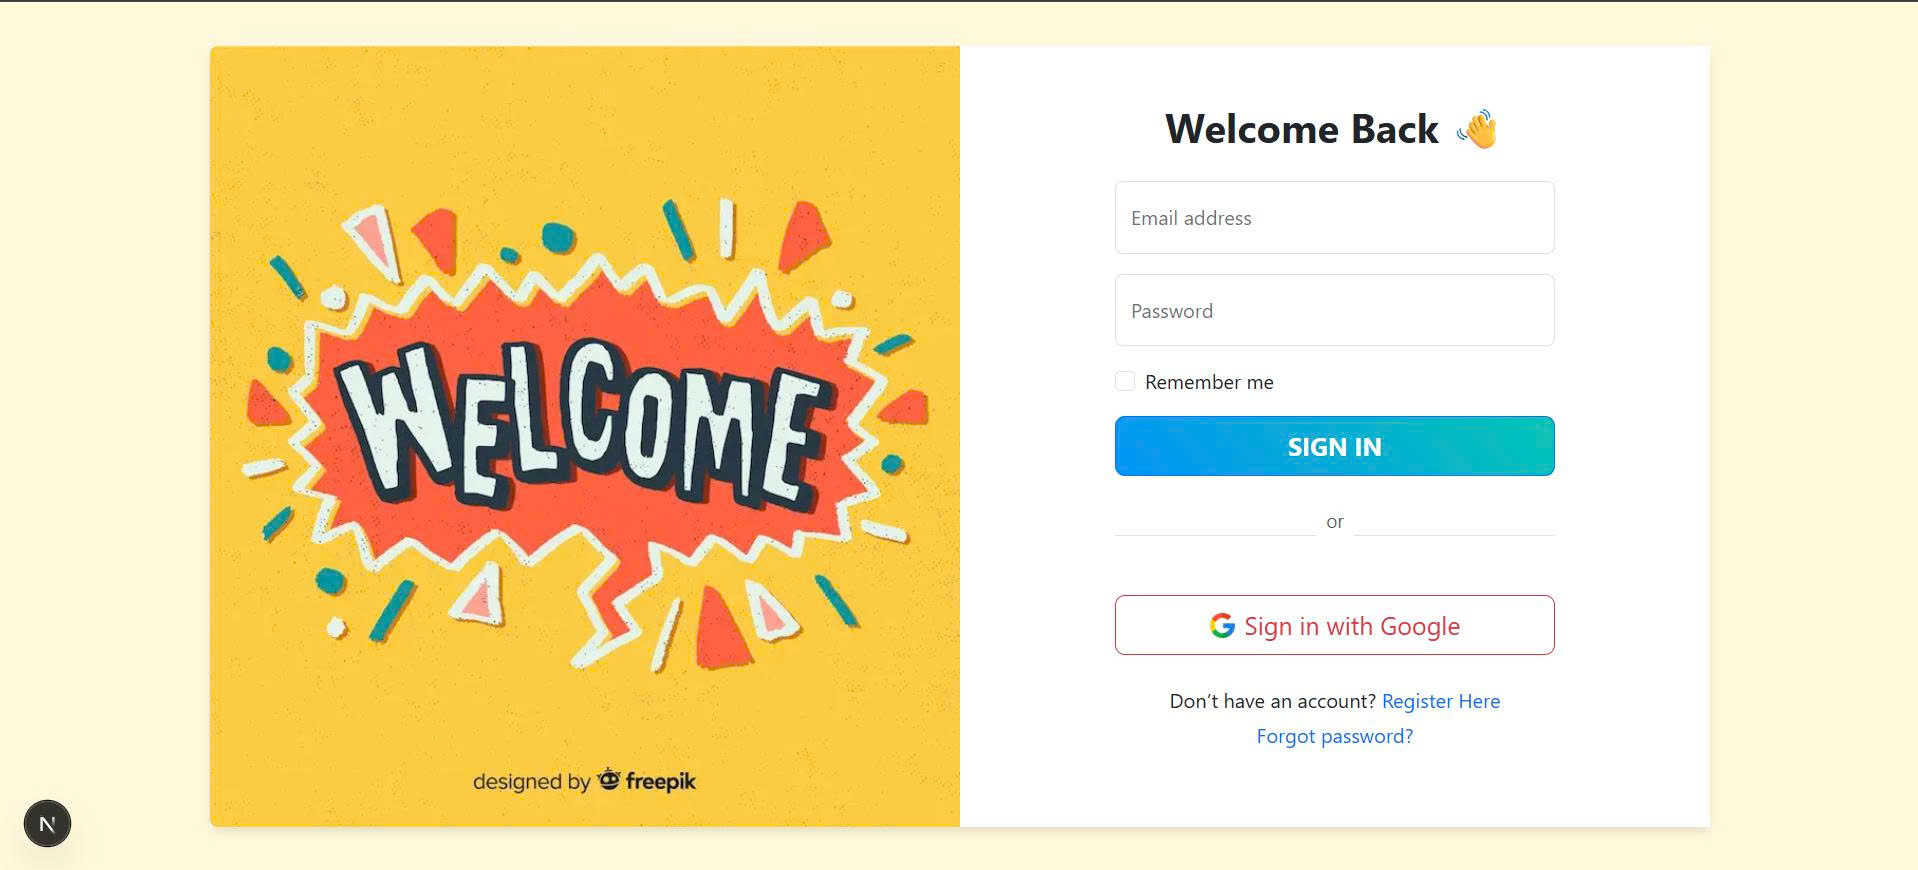 WELCOME
designed by freepik
Welcome Back 👋
Email address
Password
Remember me
SIGN IN
or
Sign in with Google
Don’t have an account? Register Here
Forgot password?
N